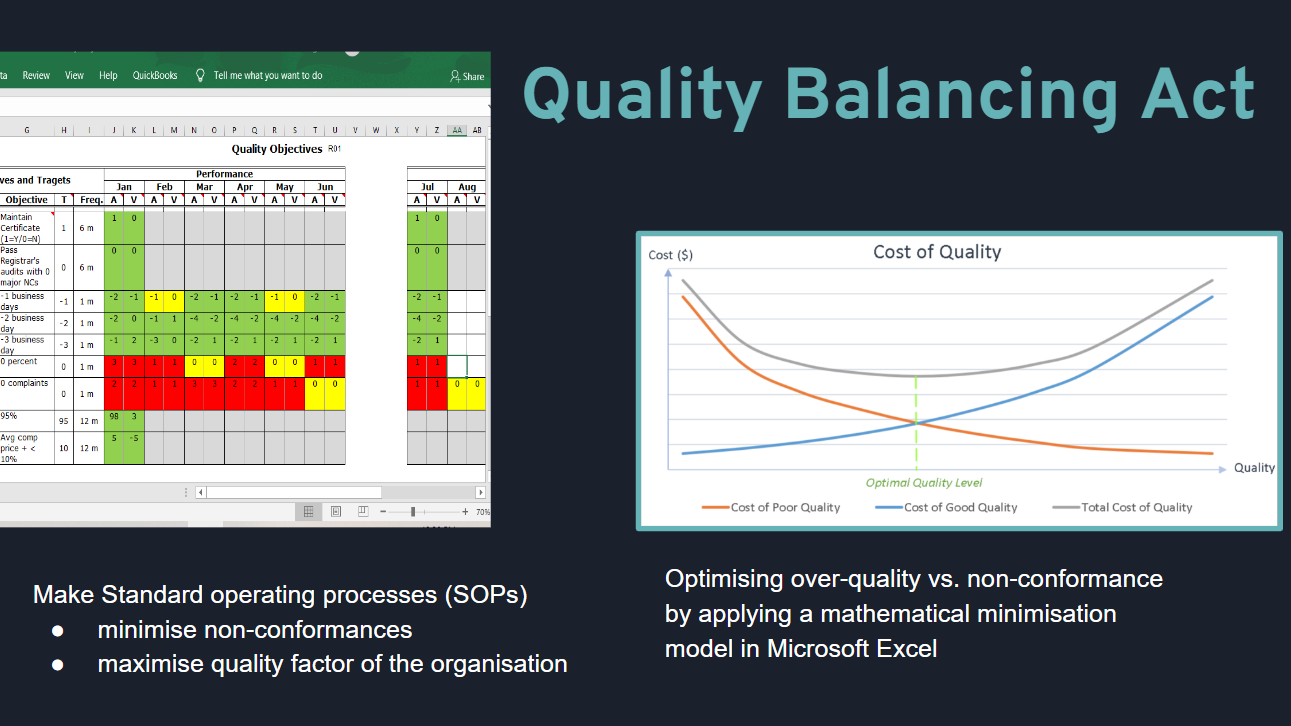 Quality Balancing Act
ta Review View Help QuickBooks Tell me what you want to do Share
G H I J K L M N O P Q R S T U V W X Y Z AA AB
Quality Objectives R01
ves and Tragets Performance
Jan Feb Mar Apr May Jun Jul Aug
Objective T Freq. A V A V A V A V A V A V A V A V
Maintain 1 0 1 0
Certificate 1 6 m
(1=Y/0=N)
Pass 0 0 0 0
Registrar's
audits with 0 0 6 m
major NCs
-1 business -2 -1 -1 0 -2 -1 -2 -1 -1 0 -2 -1 -2 -1
days -1 1 m
-2 business -2 0 -1 1 -4 -2 -4 -2 -4 -2 -4 -2 -4 -2
day -2 1 m
-3 business -1 2 -3 0 -2 1 -2 1 -2 1 -2 1 -2 1
day -3 1 m
0 percent 3 3 1 1 0 0 2 2 0 0 1 1 1 1
0 1 m
0 complaints 2 2 1 1 3 3 2 2 1 1 0 0 1 1 0 0
0 1 m
95% 98 3
95 12 m
Avg comp 5 -5
price + < 10 12 m
10%
70%
Cost ($) Cost of Quality
Quality
Optimal Quality Level
Cost of Poor Quality Cost of Good Quality Total Cost of Quality
Make Standard operating processes (SOPs)
● minimise non-conformances
● maximise quality factor of the organisation
Optimising over-quality vs. non-conformance
by applying a mathematical minimisation
model in Microsoft Excel